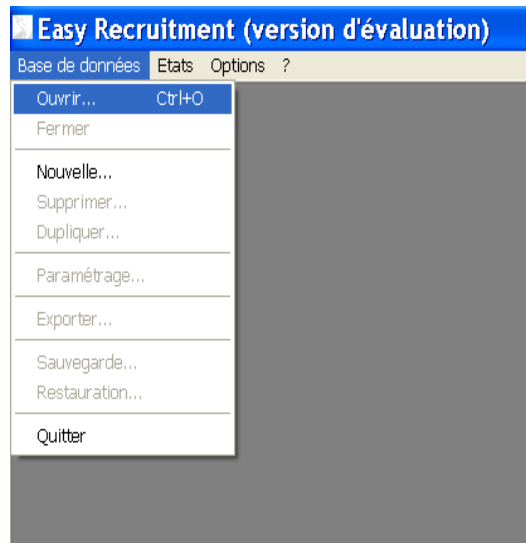 Easy Recruitment (version d'évaluation)
Base de données Etats Options ?
Ouvrir... Ctrl+O
Fermer
Nouvelle...
Supprimer...
Dupliquer...
Paramétrage...
Exporter...
Sauvegarde...
Restauration...
Quitter